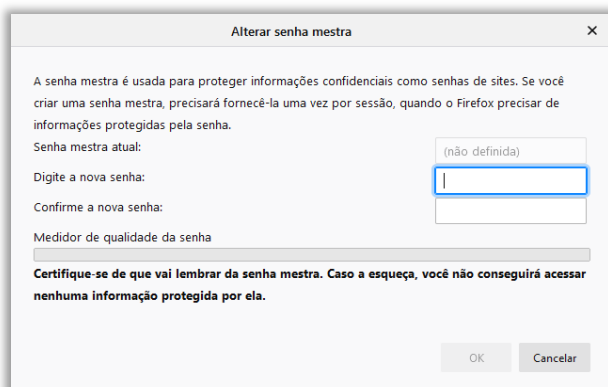 Alterar senha mestra
A senha mestra é usada para proteger informações confidenciais como senhas de sites. Se você
criar uma senha mestra, precisará fornecê-la uma vez por sessão, quando o Firefox precisar de
informações protegidas pela senha.
Senha mestra atual:
(não definida)
Digite a nova senha:
Confirme a nova senha:
Medidor de qualidade da senha
Certifique-se de que vai lembrar da senha mestra. Caso a esqueça, você não conseguirá acessar
nenhuma informação protegida por ela.
OK
Cancelar